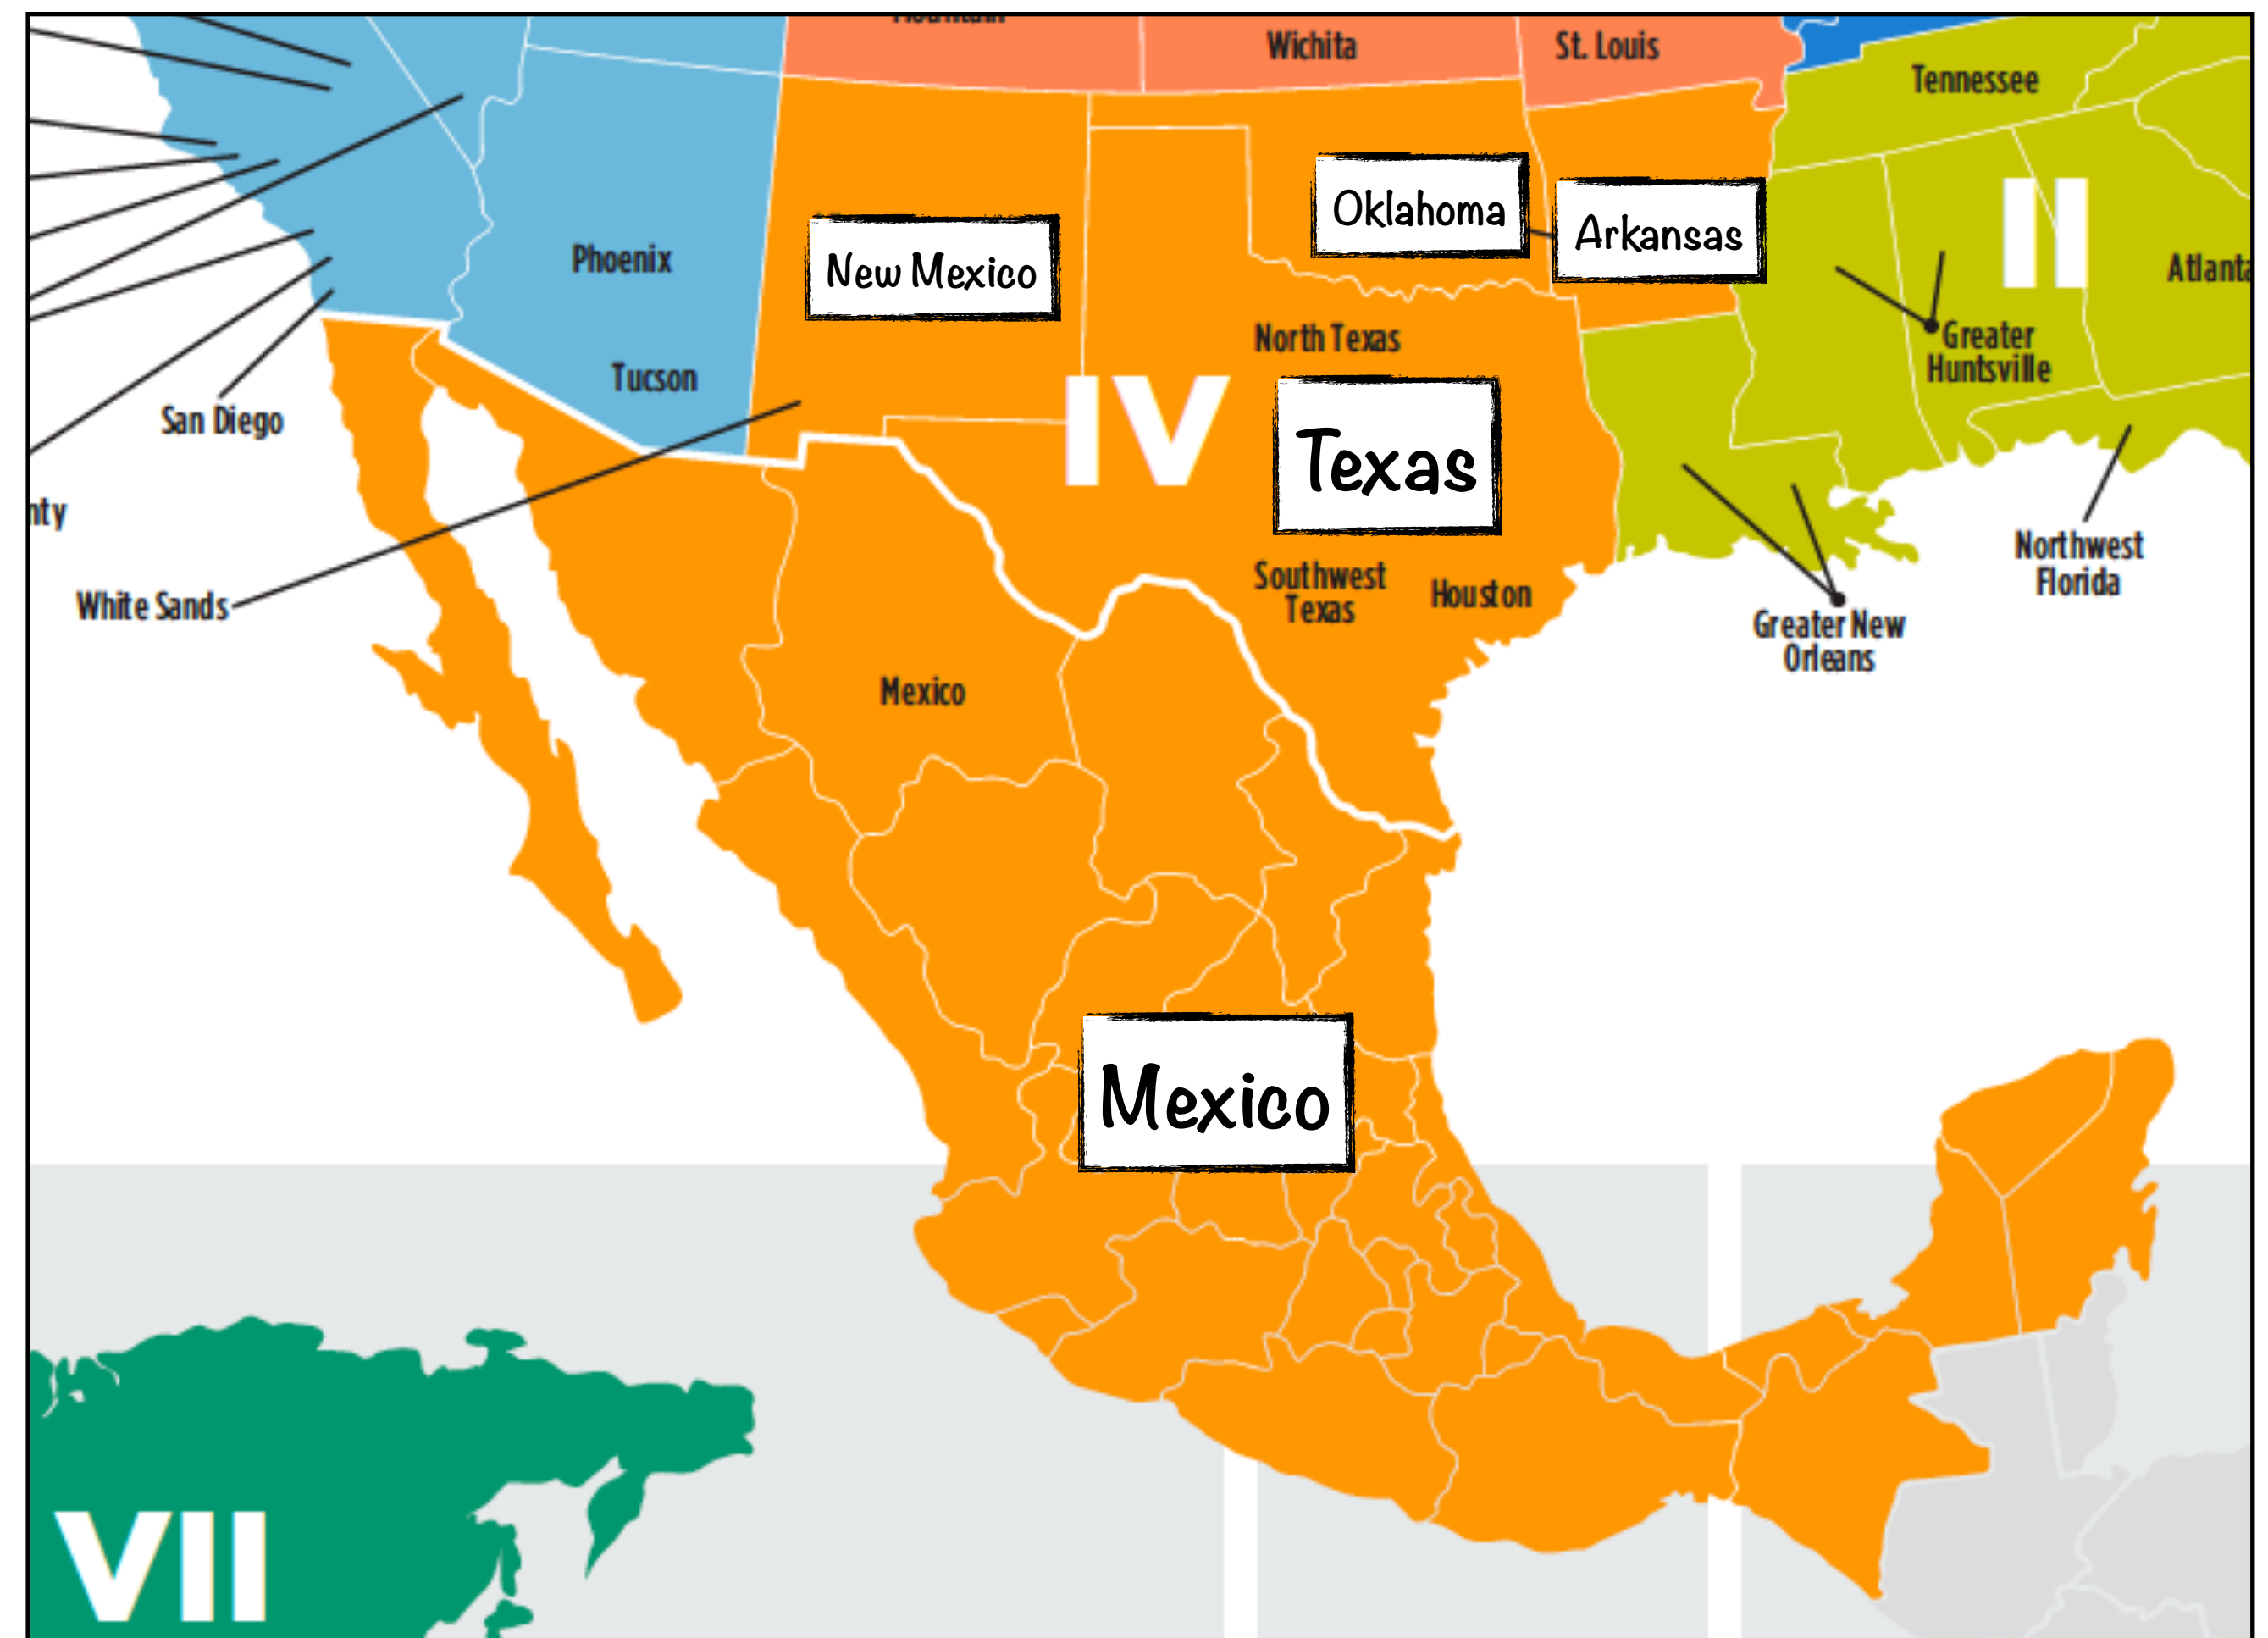 Wichita
St. Louis
Tennessee
Oklahoma
Arkansas
II
Phoenix
New Mexico
Atlanta
North Texas
Greater
Huntsville
Tucson
San Diego
IV
Texas
nty
White Sands
Southwest
Texas
Houston
Northwest
Florida
Greater New
Orleans
Mexico
Mexico
VII